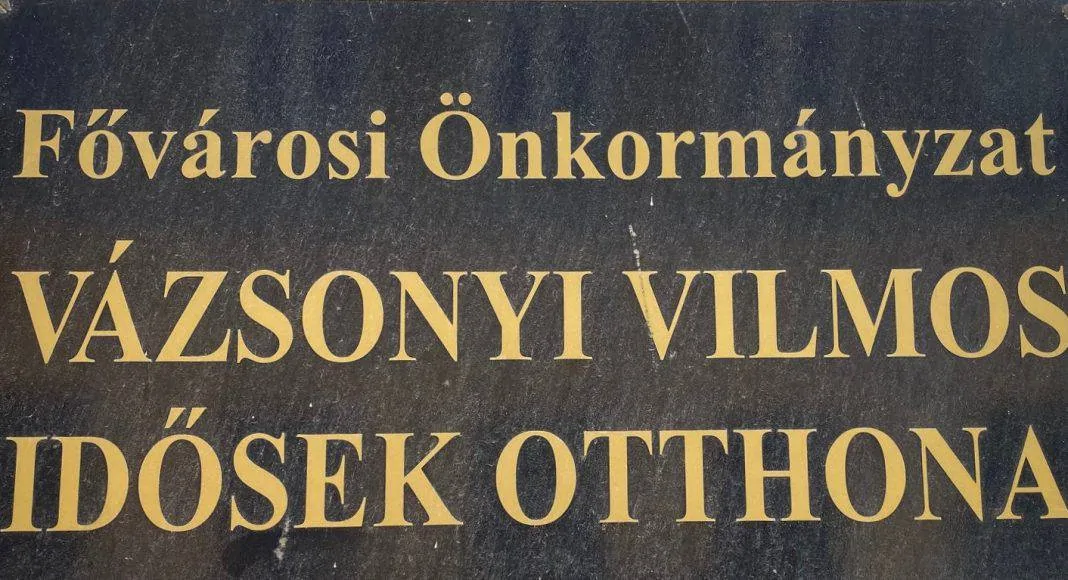 Fővárosi Önkormányzat
VÁZSONYI VILMOS
IDŐSEK OTTHONA